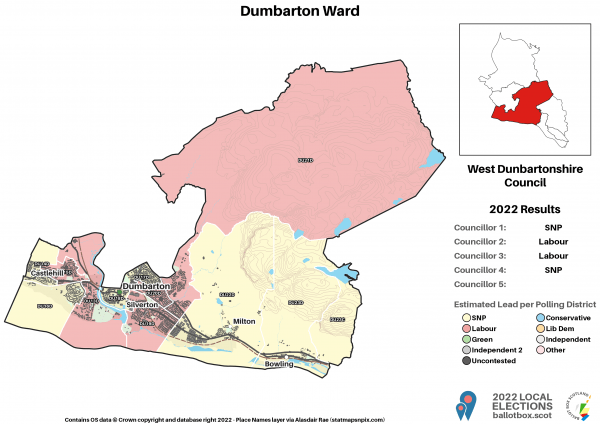 Dumbarton Ward
West Dunbartonshire
Council
2022 Results
Councillor 1: SNP
Councillor 2: Labour
Councillor 3: Labour
Councillor 4: SNP
Councillor 5:
Estimated Lead per Polling District
SNP Conservative
Labour Lib Dem
Green Independent
Independent 2 Other
Uncontested
Castlehill
Dumbarton
Silverton
Milton
Bowling
2022 LOCAL
ELECTIONS
ballotbox.scot
BALLOT BOX SCOTLAND
Contains OS data © Crown copyright and database right 2022 - Place Names layer via Alasdair Rae (statmapsnpix.com)